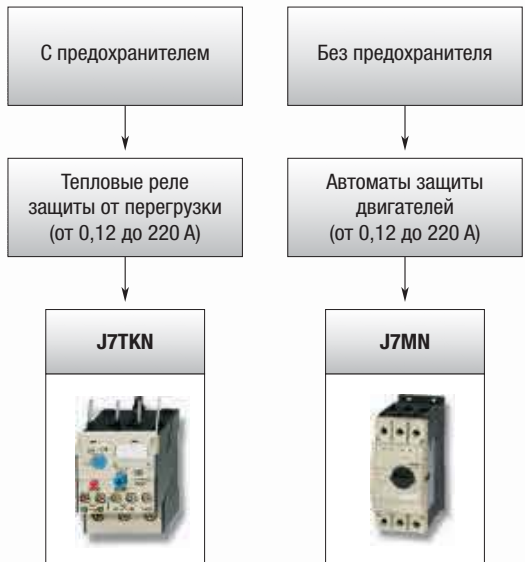 С предохранителем
Без предохранителя
Тепловые реле
защиты от перегрузки
(от 0,12 до 220 А)
Автоматы защиты
двигателей
(от 0,12 до 220 А)
J7TKN
J7MN